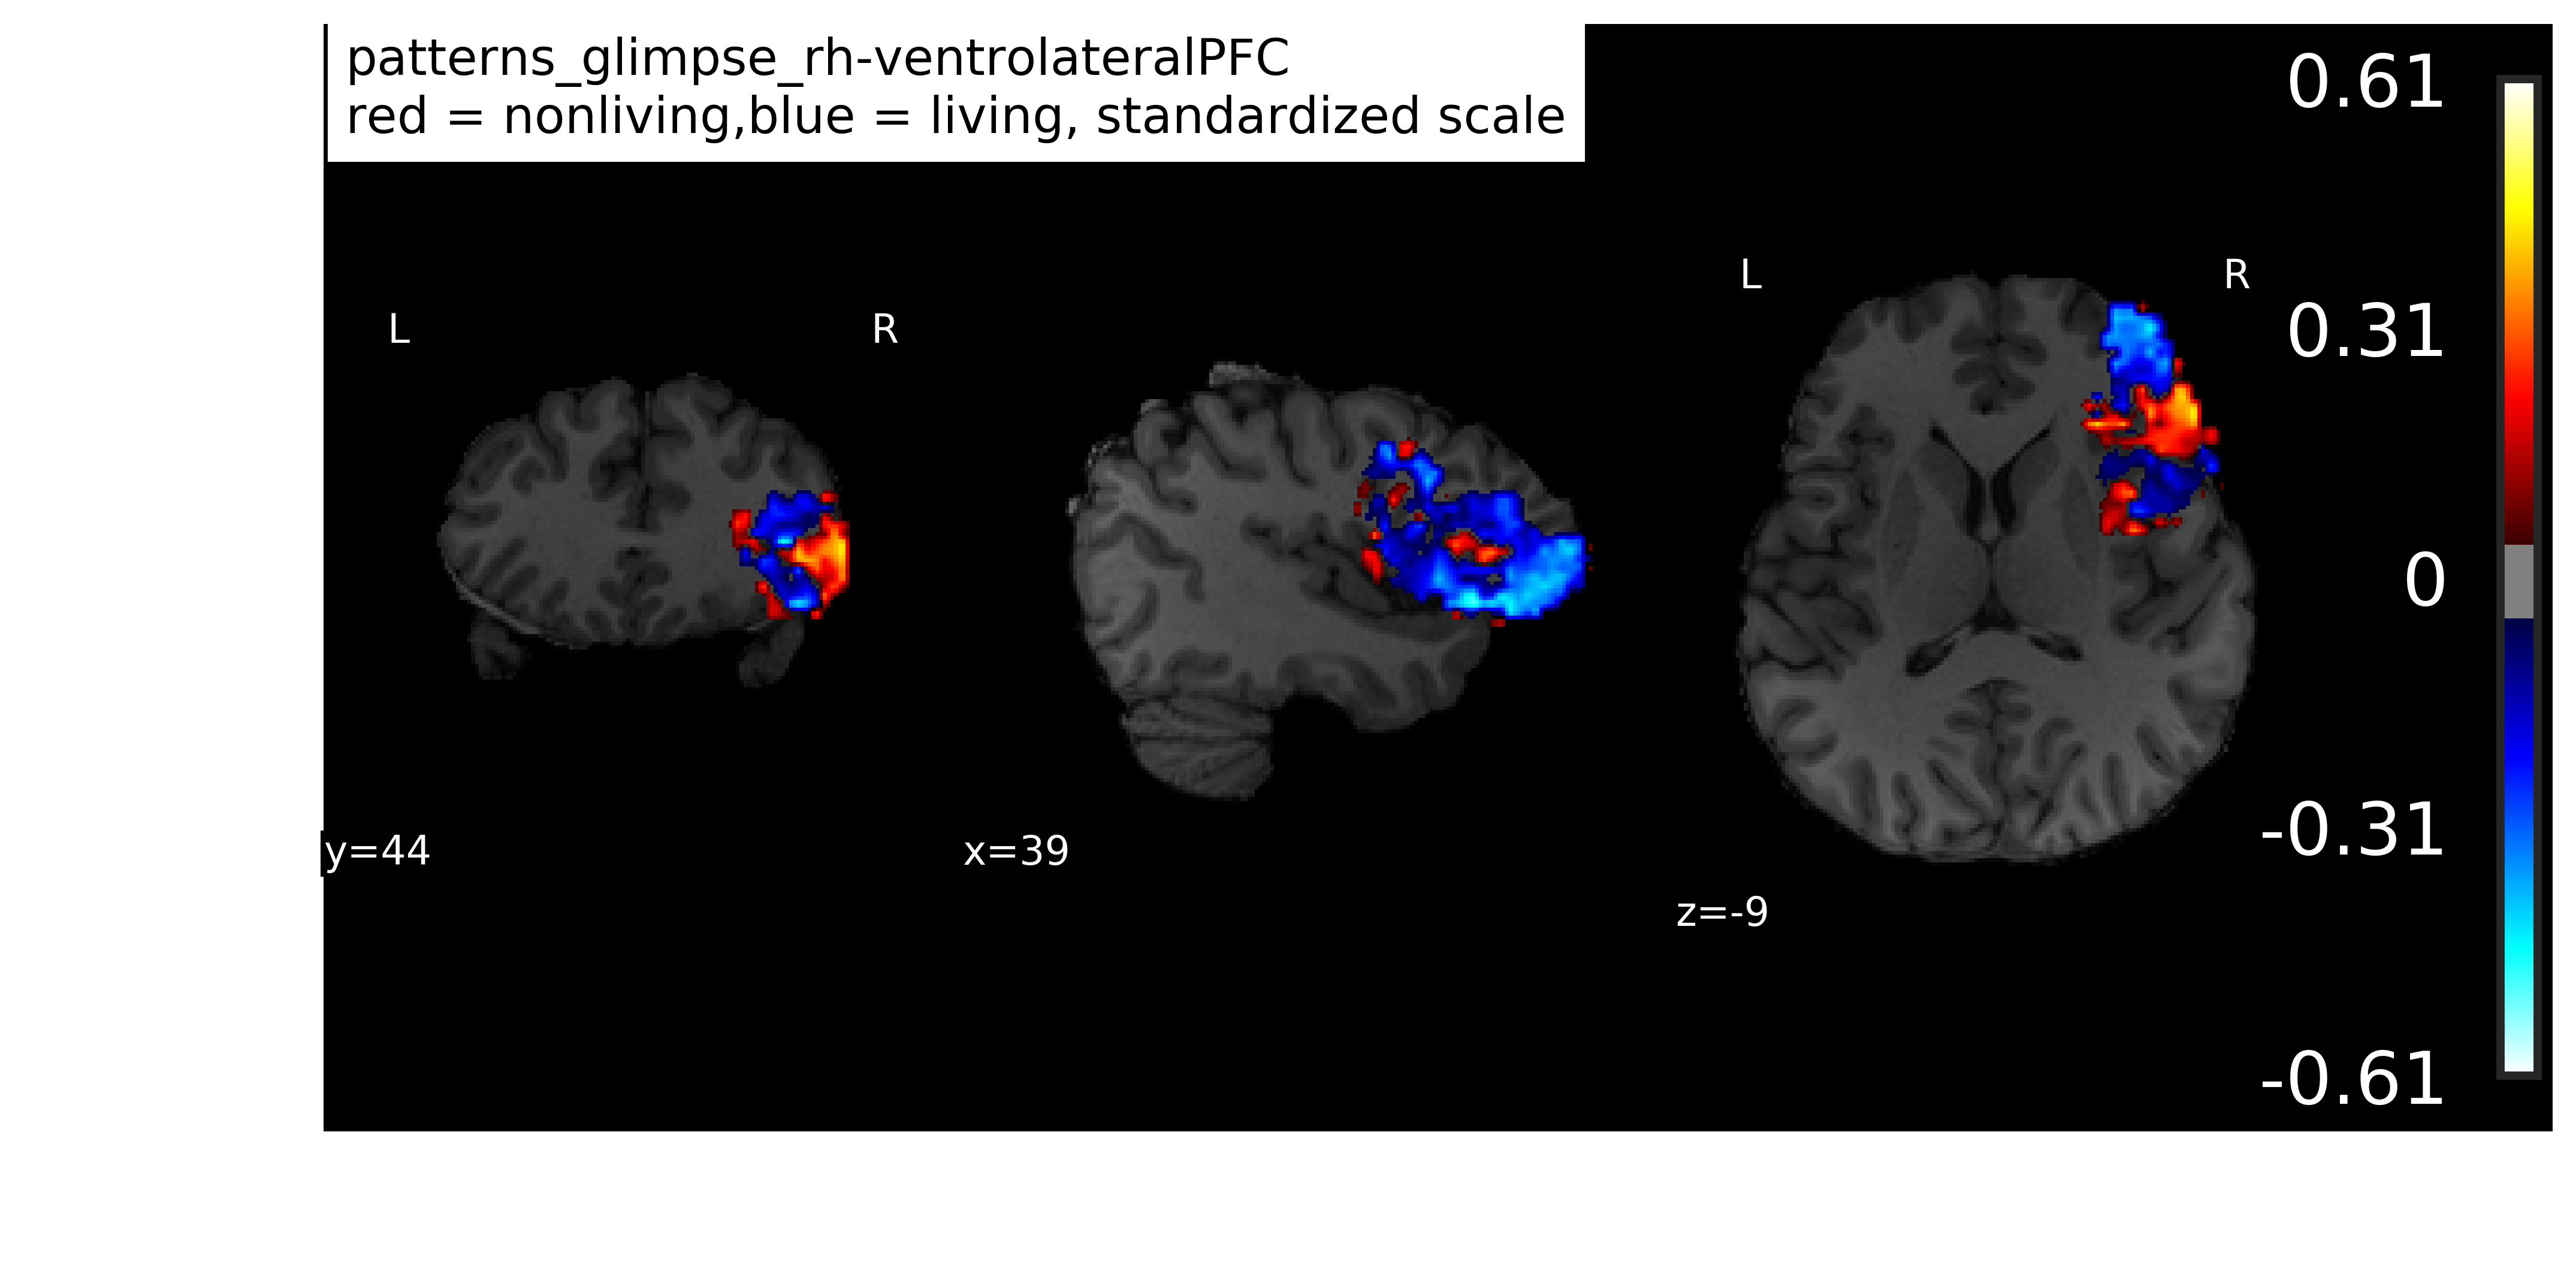 patterns_glimpse_rh-ventrolateralPFC
red = nonliving,blue = living, standardized scale
L R
L R
y=44
x=39
z=-9
0.61
0.31
0
-0.31
-0.61